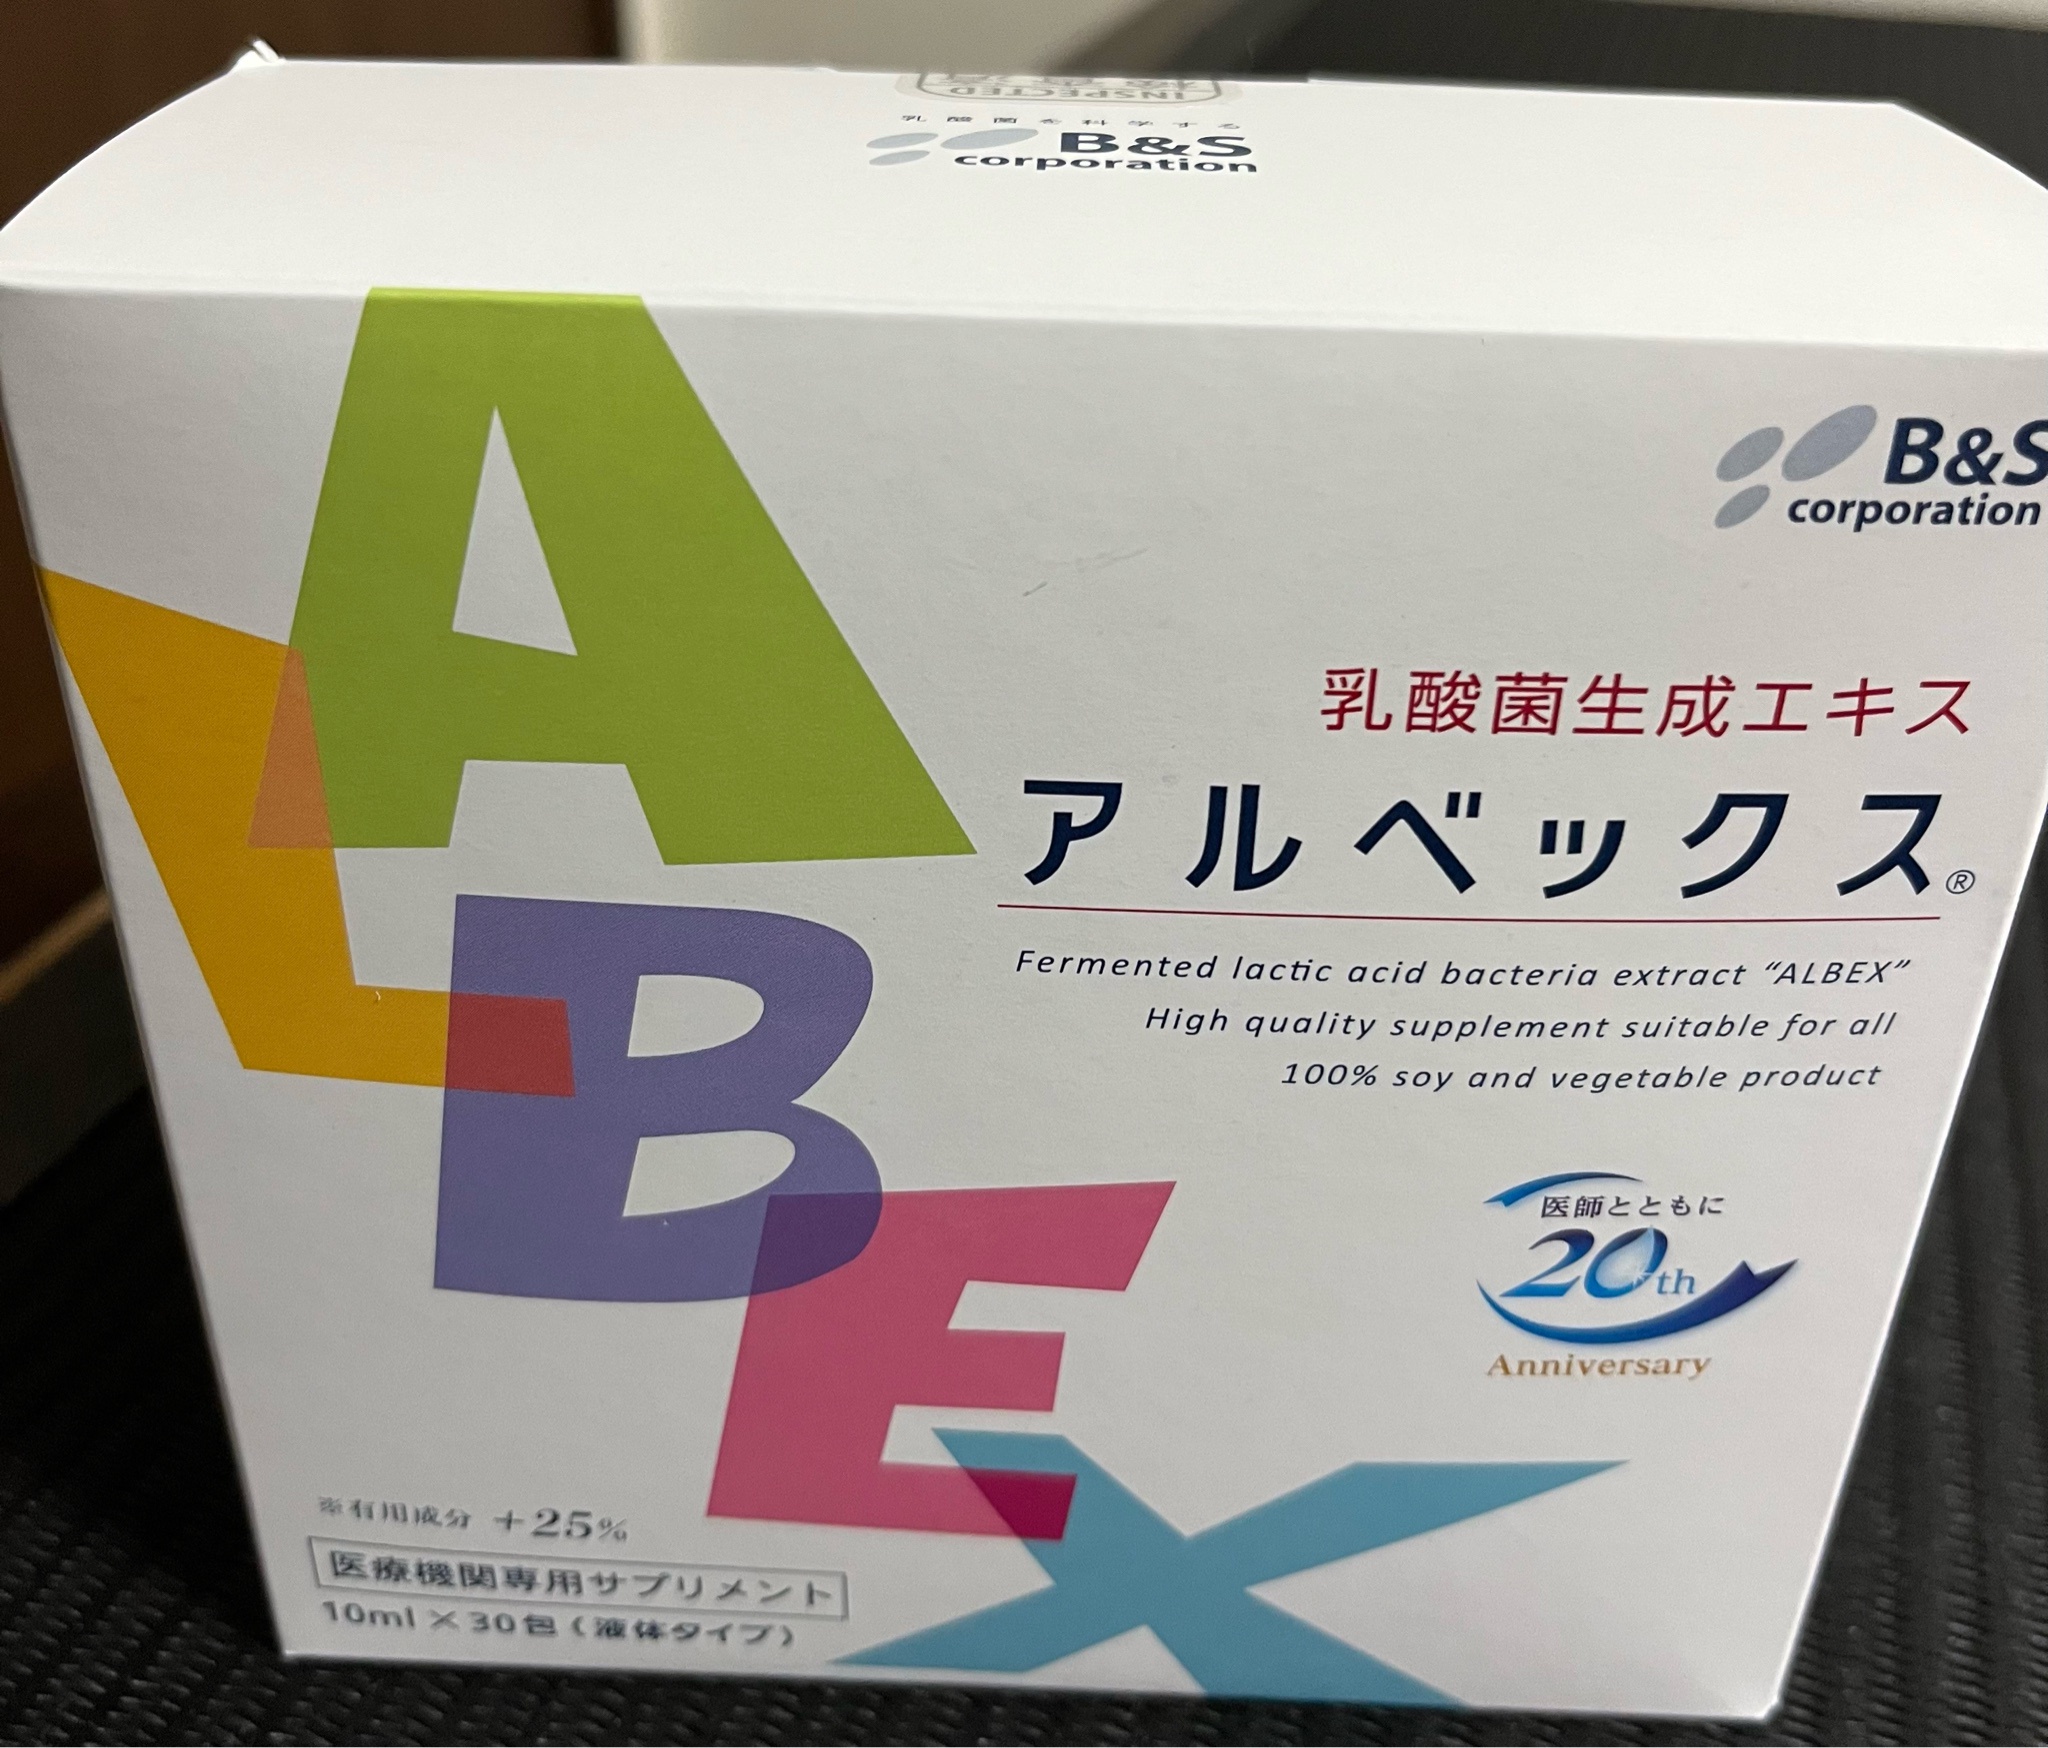 INSPECTED
乳酸菌を科学する
B&S
corporation
B&S
corporation
ALBEX
乳酸菌生成エキス
アルベックス®
Fermented lactic acid bacteria extract “ALBEX”
High quality supplement suitable for all
100% soy and vegetable product
医師とともに
20th
Anniversary
※有用成分 +25%
医療機関専用サプリメント
10ml×30包(液体タイプ)